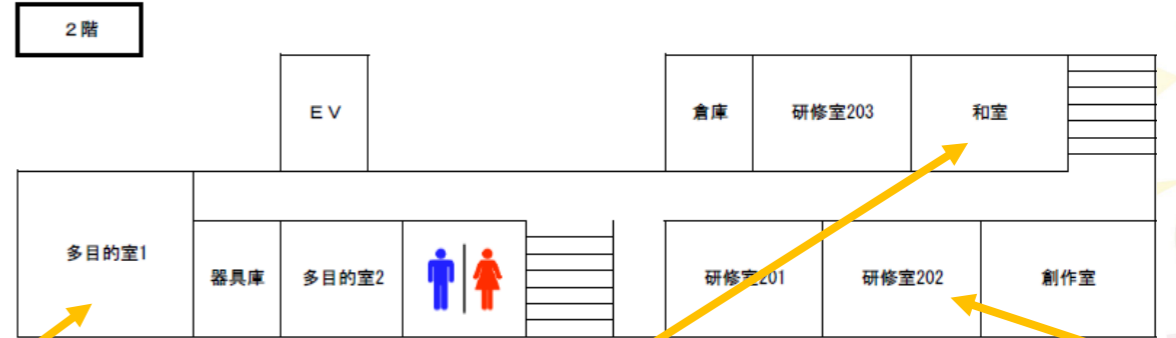 2階
EV
倉庫
研修室203
和室
多目的室1
器具庫
多目的室2
研修室201
研修室202
創作室